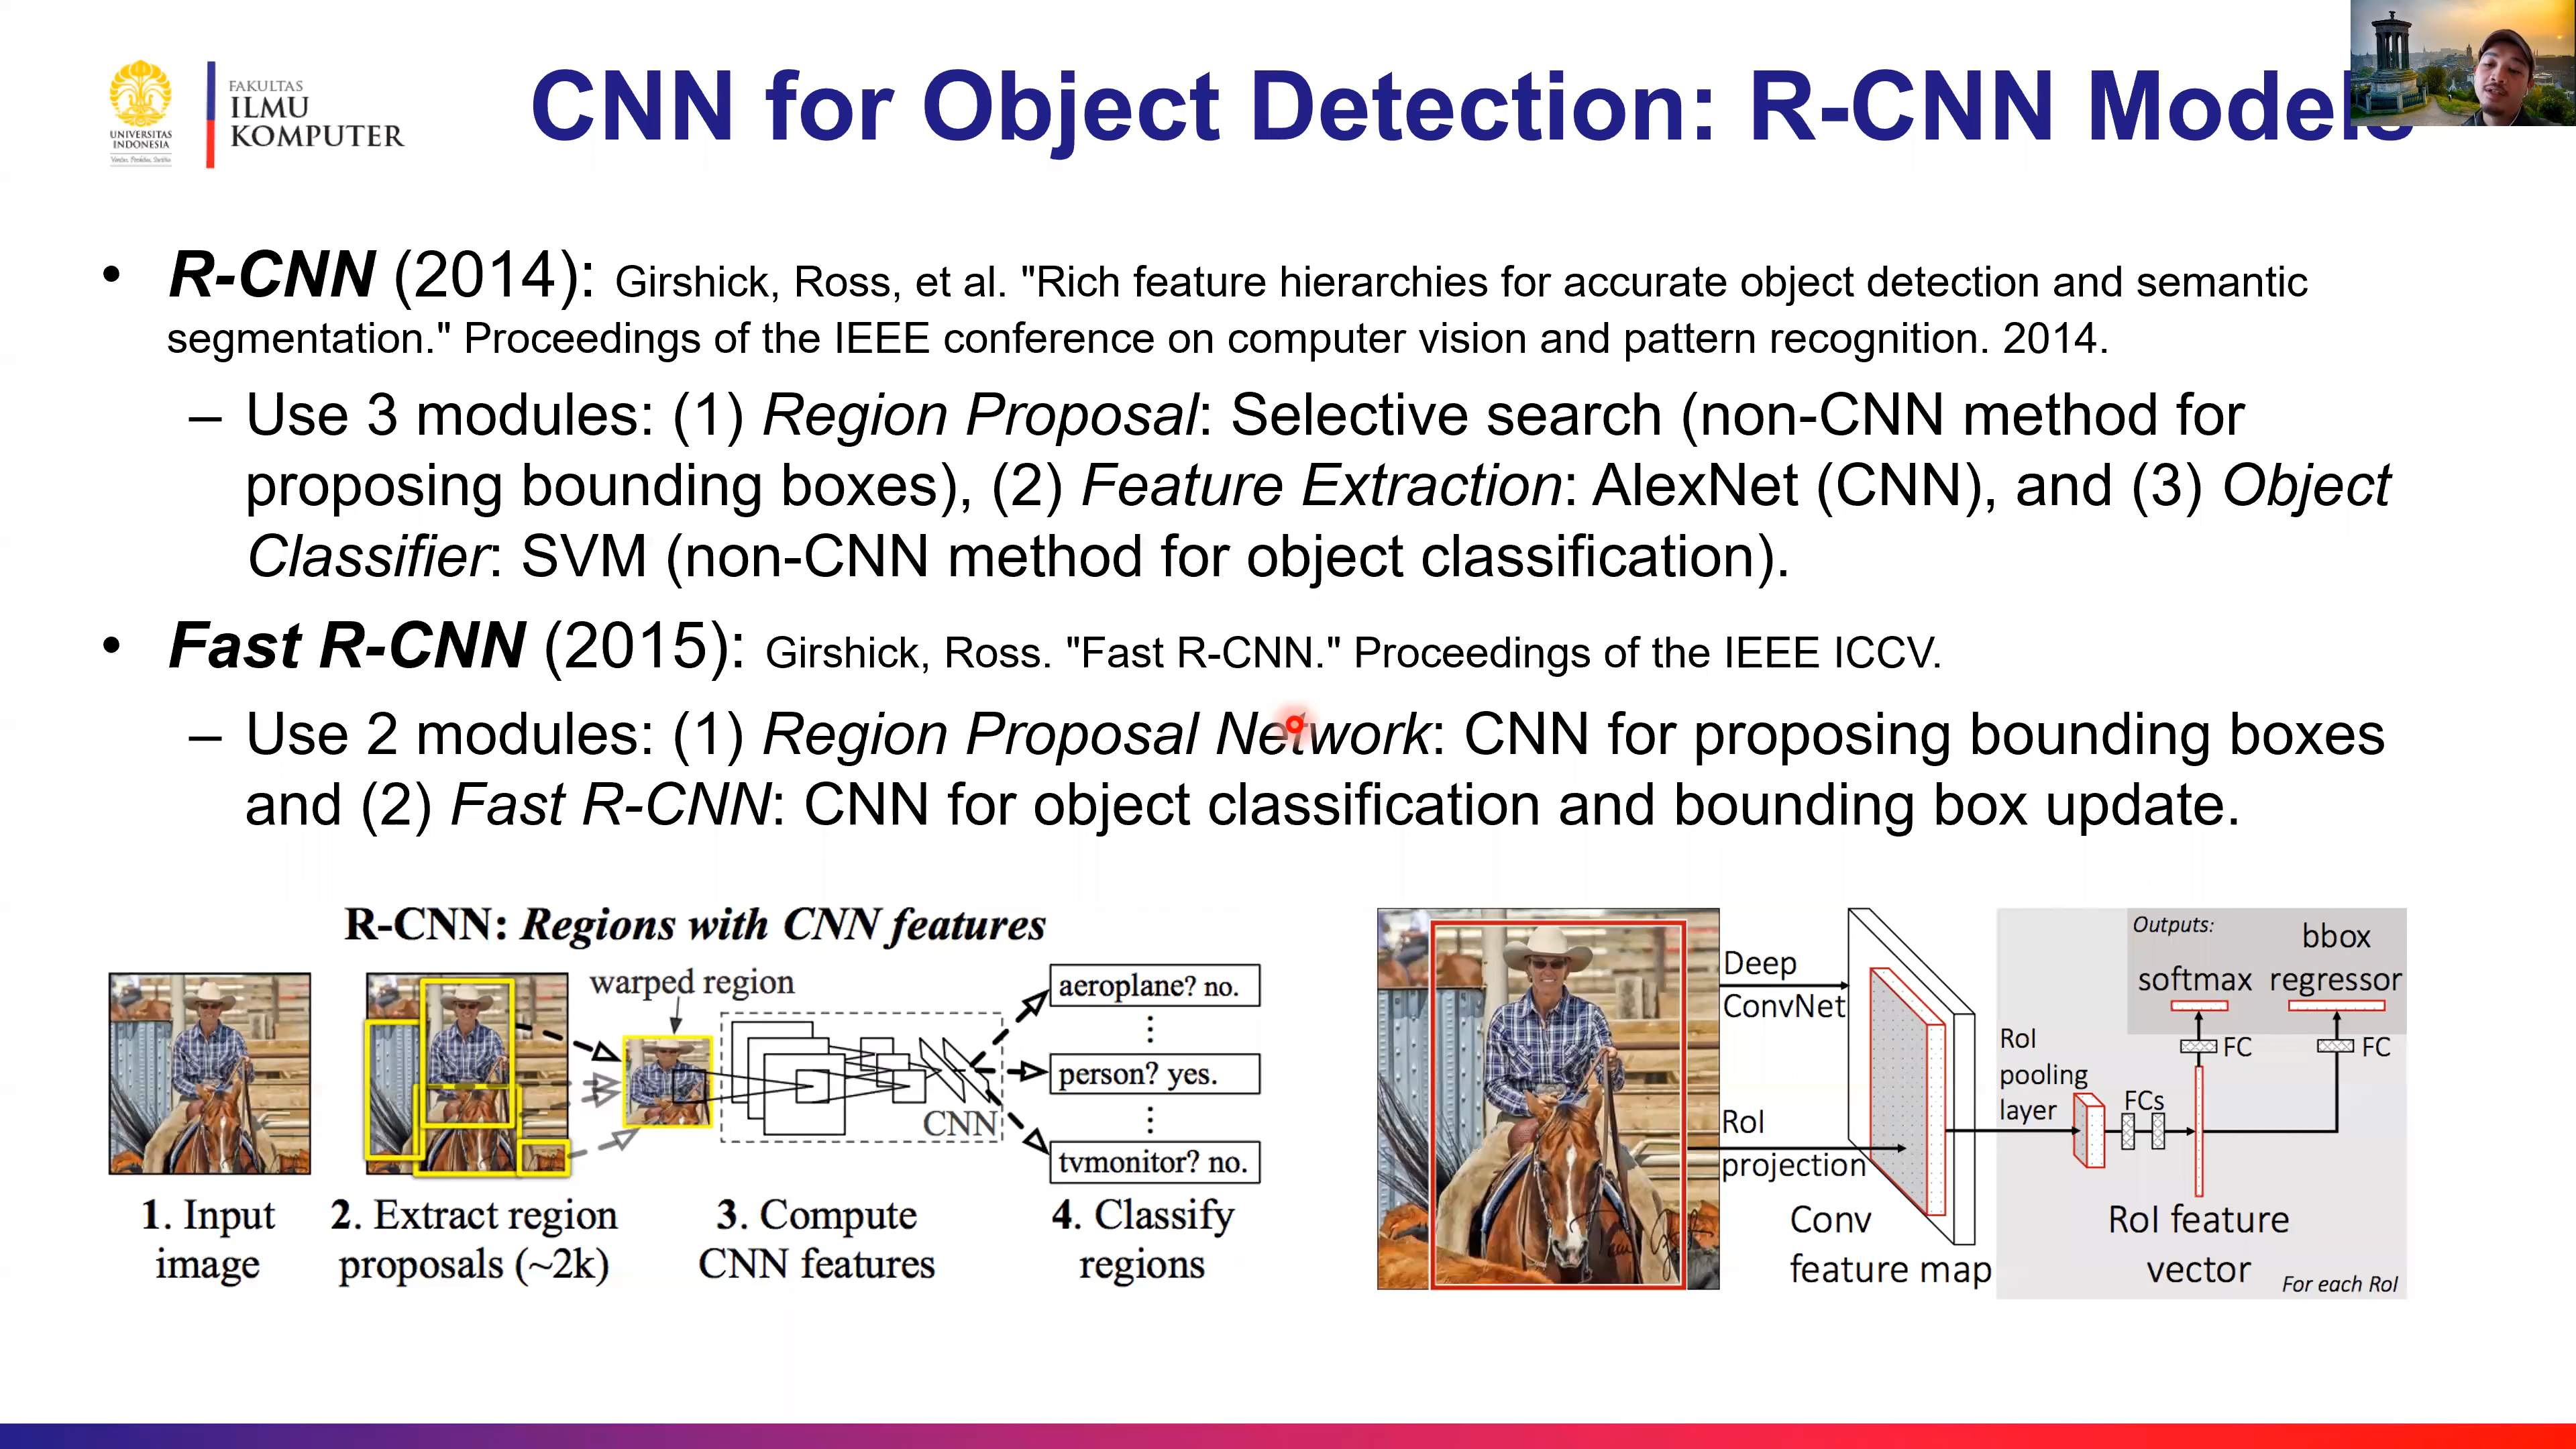 UNIVERSITAS
INDONESIA
Veritas, Probitas, Iustitia
FAKULTAS
ILMU
KOMPUTER
CNN for Object Detection: R-CNN Models
• R-CNN (2014): Girshick, Ross, et al. "Rich feature hierarchies for accurate object detection and semantic
segmentation." Proceedings of the IEEE conference on computer vision and pattern recognition. 2014.
– Use 3 modules: (1) Region Proposal: Selective search (non-CNN method for
proposing bounding boxes), (2) Feature Extraction: AlexNet (CNN), and (3) Object
Classifier: SVM (non-CNN method for object classification).
• Fast R-CNN (2015): Girshick, Ross. "Fast R-CNN." Proceedings of the IEEE ICCV.
– Use 2 modules: (1) Region Proposal Network: CNN for proposing bounding boxes
and (2) Fast R-CNN: CNN for object classification and bounding box update.
R-CNN: Regions with CNN features
warped region
aeroplane? no.
person? yes.
tvmonitor? no.
CNN
1. Input
image
2. Extract region
proposals (~2k)
3. Compute
CNN features
4. Classify
regions
Deep
ConvNet
RoI
projection
Conv
feature map
RoI
pooling
layer
FCs
Outputs:
softmax
bbox
regressor
FC
FC
RoI feature
vector
For each RoI